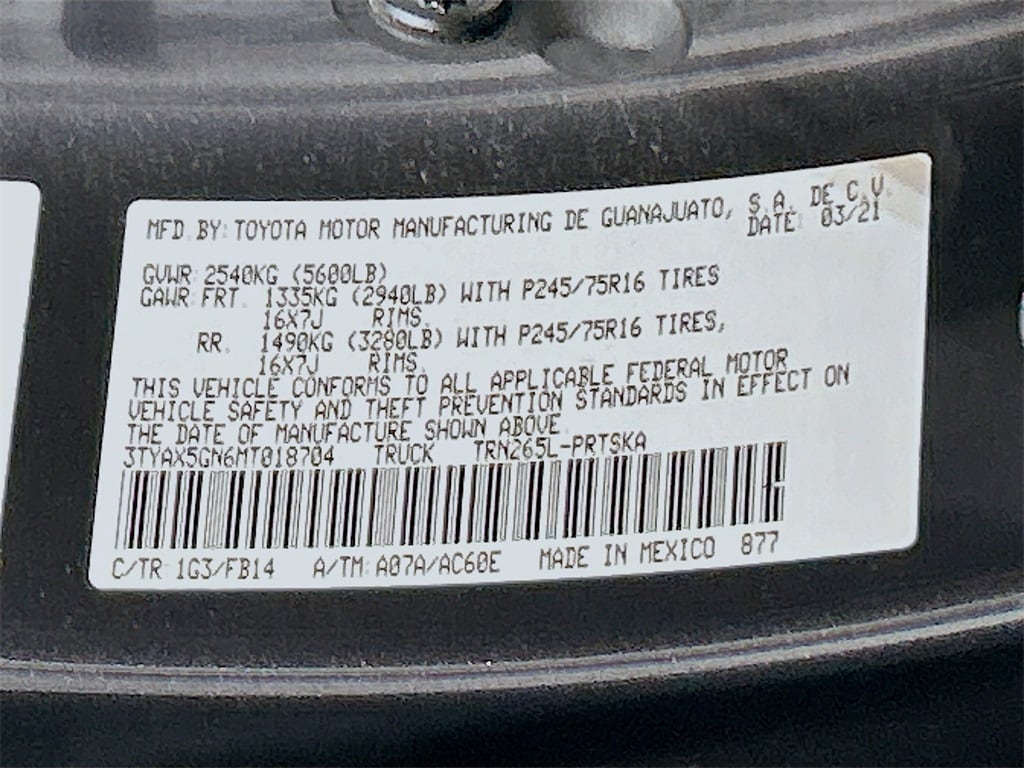 MFD. BY: TOYOTA MOTOR MANUFACTURING DE GUANAJUATO, S.A. DE C.V.
DATE: 03/21
GVWR: 2540KG (5600LB)
GAWR: FRT. 1335KG (2940LB) WITH P245/75R16 TIRES
16X7J RIMS,
RR. 1490KG (3280LB) WITH P245/75R16 TIRES,
16X7J RIMS.
THIS VEHICLE CONFORMS TO ALL APPLICABLE FEDERAL MOTOR
VEHICLE SAFETY AND THEFT PREVENTION STANDARDS IN EFFECT ON
THE DATE OF MANUFACTURE SHOWN ABOVE.
3TYAX5GN6MT018704 TRUCK TRN265L-PRTSKA
C/TR: 1G3/FB14 A/TM: A07A/AC60E MADE IN MEXICO 877